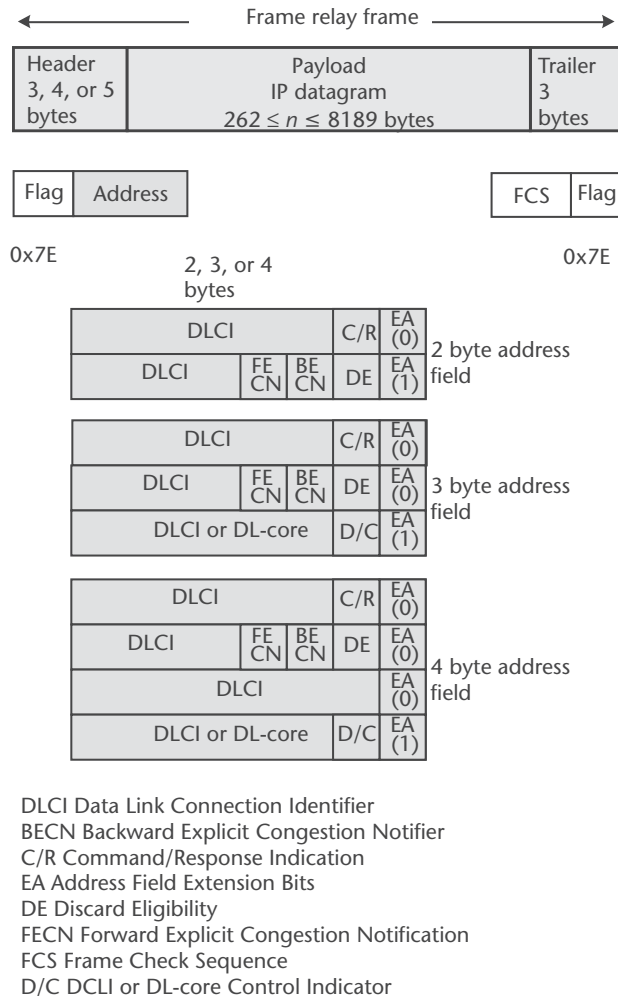 Frame relay frame
Header
3, 4, or 5
bytes
Payload
IP datagram
262 ≤ n ≤ 8189 bytes
Trailer
3
bytes
Flag
Address
FCS
Flag
0x7E
0x7E
2, 3, or 4
bytes
DLCI
C/R
EA
(0)
DLCI
FE
CN
BE
CN
DE
EA
(1)
2 byte address
field
DLCI
C/R
EA
(0)
DLCI
FE
CN
BE
CN
DE
EA
(0)
DLCI or DL-core
D/C
EA
(1)
3 byte address
field
DLCI
C/R
EA
(0)
DLCI
FE
CN
BE
CN
DE
EA
(0)
DLCI
EA
(0)
DLCI or DL-core
D/C
EA
(1)
4 byte address
field
DLCI Data Link Connection Identifier
BECN Backward Explicit Congestion Notifier
C/R Command/Response Indication
EA Address Field Extension Bits
DE Discard Eligibility
FECN Forward Explicit Congestion Notification
FCS Frame Check Sequence
D/C DCLI or DL-core Control Indicator